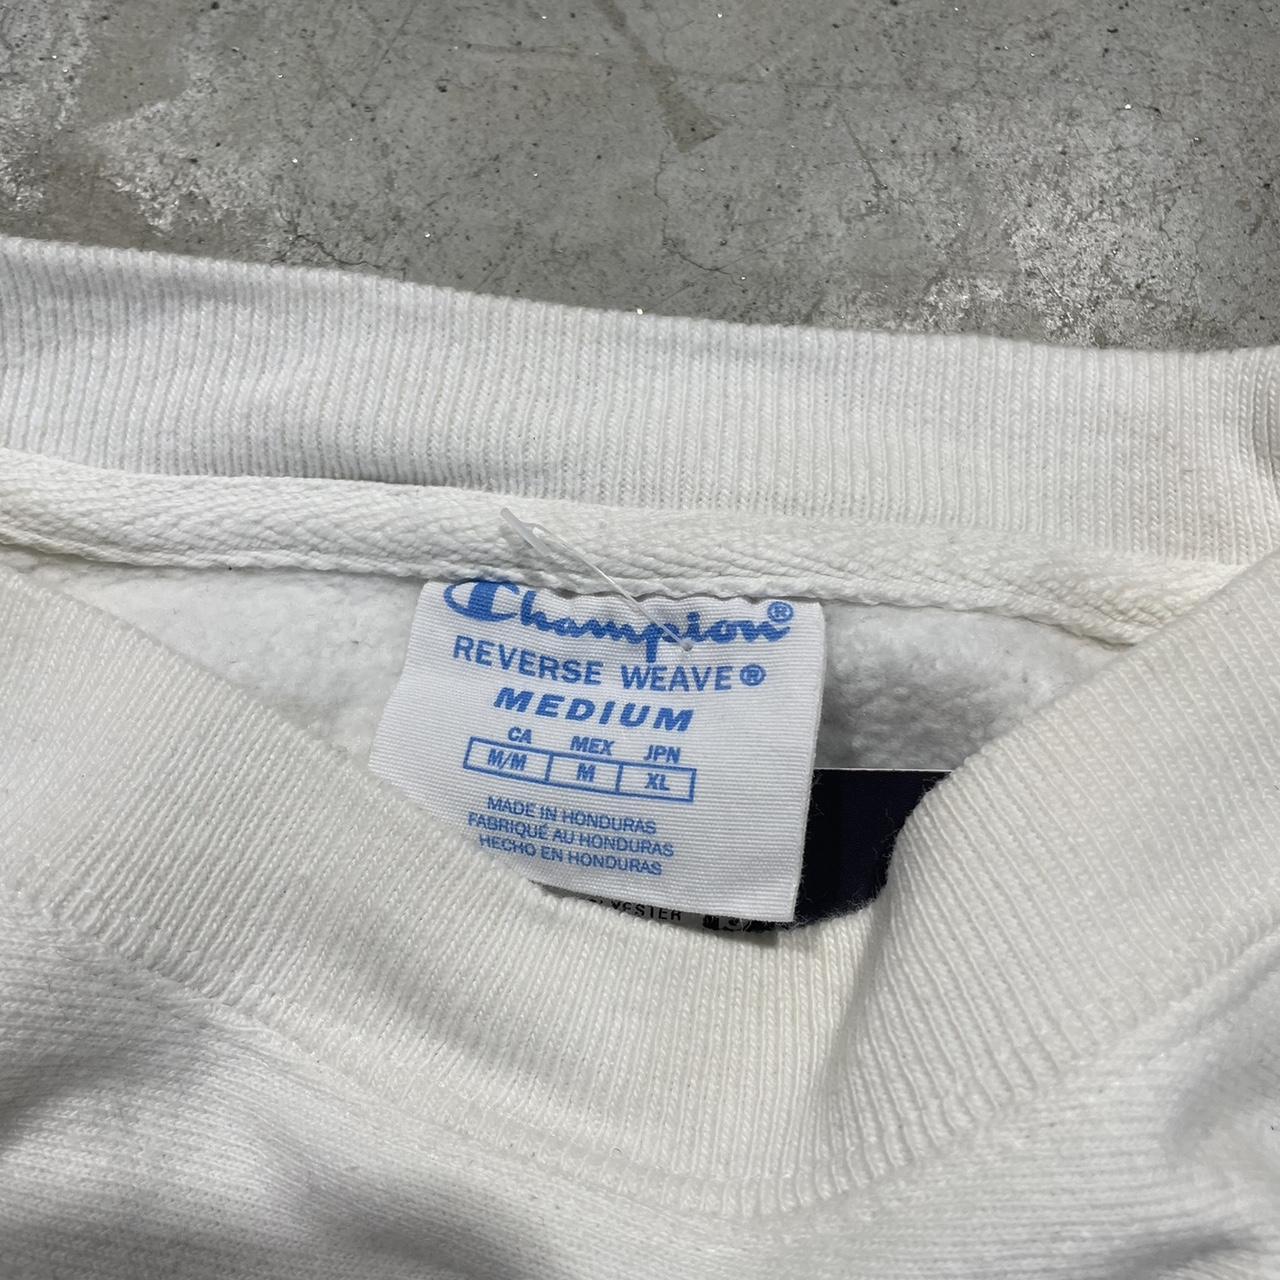 Champion®
REVERSE WEAVE®
MEDIUM
CA MEX JPN
M/M M XL
MADE IN HONDURAS
FABRIQUÉ AU HONDURAS
HECHO EN HONDURAS